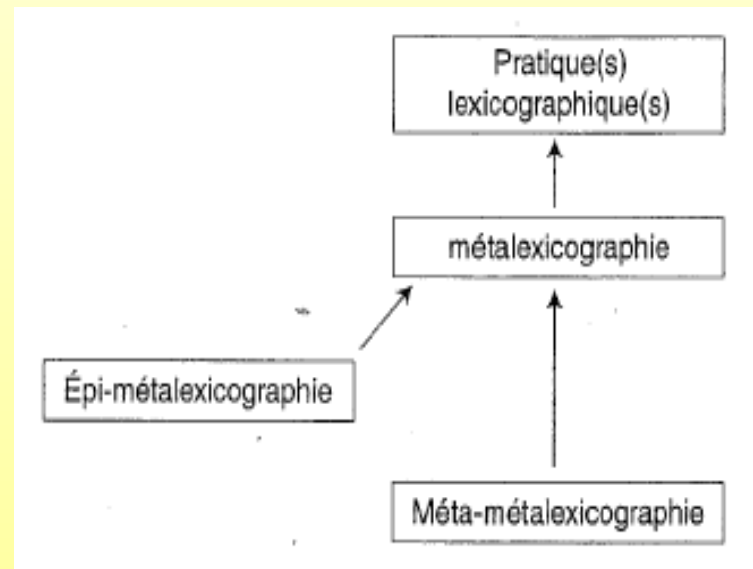 Pratique(s)
lexicographique(s)
métalexicographie
Épi-métalexicographie
Méta-métalexicographie